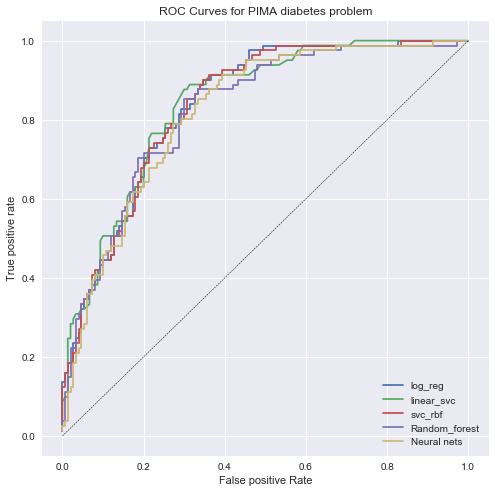 ROC Curves for PIMA diabetes problem
1.0
0.8
0.6
0.4
0.2
0.0
True positive rate
log_reg
linear_svc
svc_rbf
Random_forest
Neural nets
0.0 0.2 0.4 0.6 0.8 1.0
False positive Rate